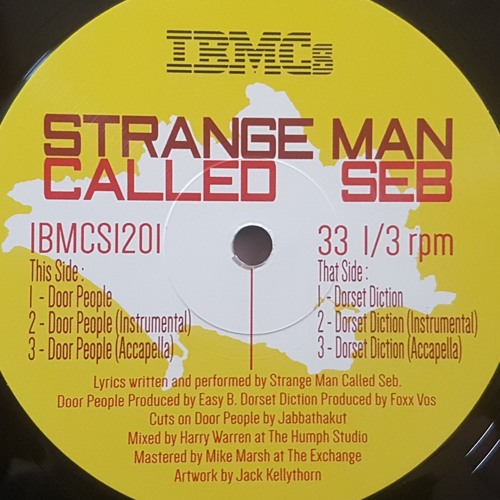 IBMCs
STRANGE MAN
CALLED SEB
IBMCS1201
33 1/3 rpm
This Side :
1 - Door People
2 - Door People (Instrumental)
3 - Door People (Accapella)
That Side :
1 - Dorset Diction
2 - Dorset Diction (Instrumental)
3 - Dorset Diction (Accapella)
Lyrics written and performed by Strange Man Called Seb.
Door People Produced by Easy B. Dorset Diction Produced by Foxx Vos
Cuts on Door People by Jabbathakut
Mixed by Harry Warren at The Humph Studio
Mastered by Mike Marsh at The Exchange
Artwork by Jack Kellythorn